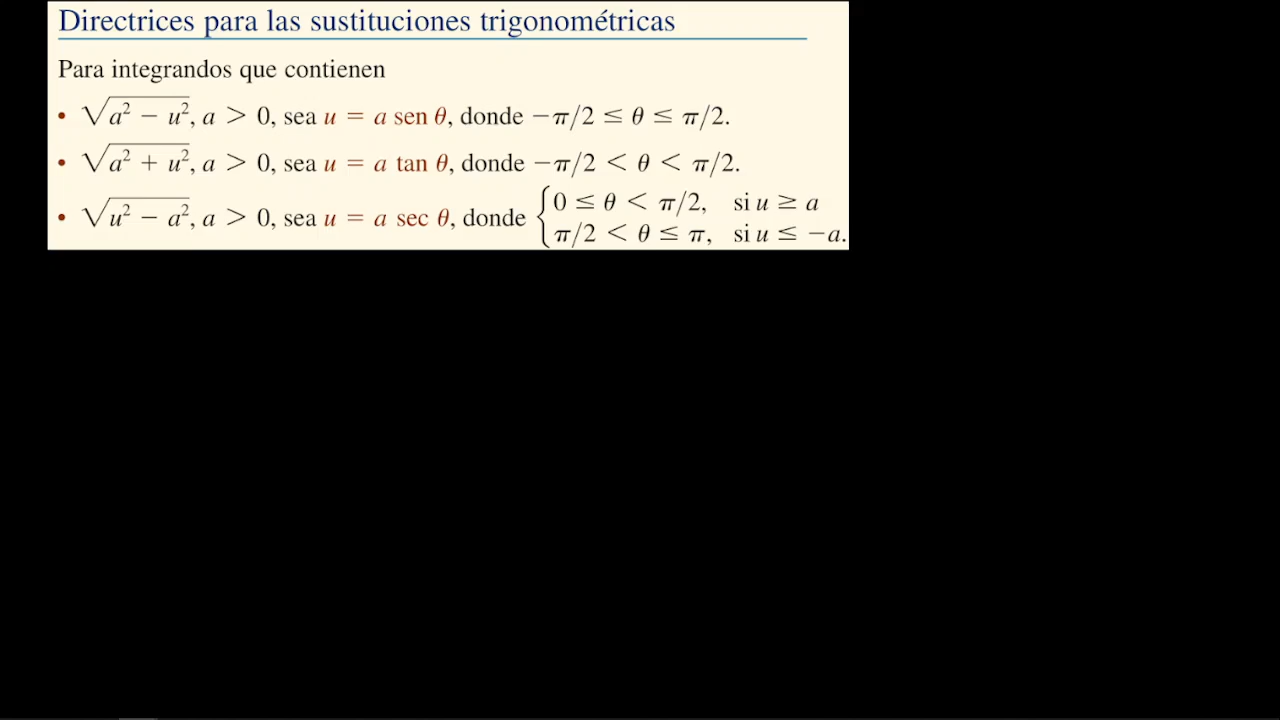 Directrices para las sustituciones trigonométricas
Para integrandos que contienen
• √(a² − u²), a > 0, sea u = a sen θ, donde −π/2 ≤ θ ≤ π/2.
• √(a² + u²), a > 0, sea u = a tan θ, donde −π/2 < θ < π/2.
• √(u² − a²), a > 0, sea u = a sec θ, donde { 0 ≤ θ < π/2, si u ≥ a
π/2 < θ ≤ π, si u ≤ −a.